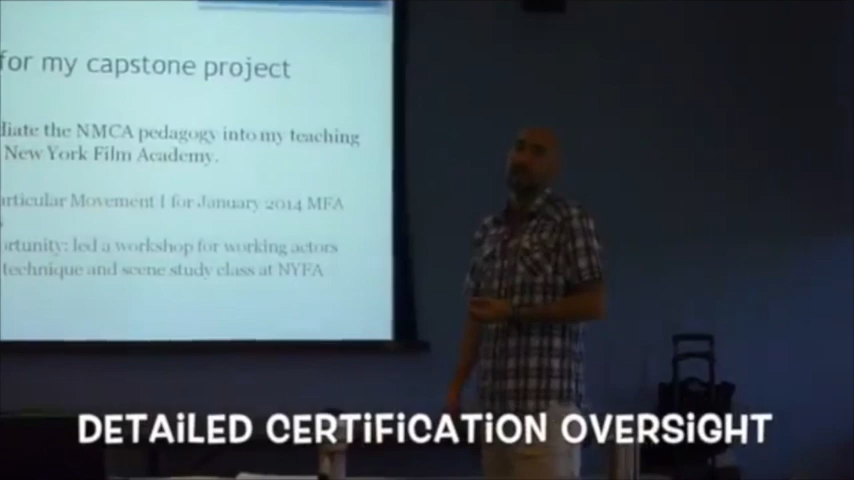 for my capstone project
diate the NMCA pedagogy into my teaching
New York Film Academy.
articular Movement I for January 2014 MFA
ortunity: led a workshop for working actors
technique and scene study class at NYFA
DETAILED CERTIFICATION OVERSIGHT